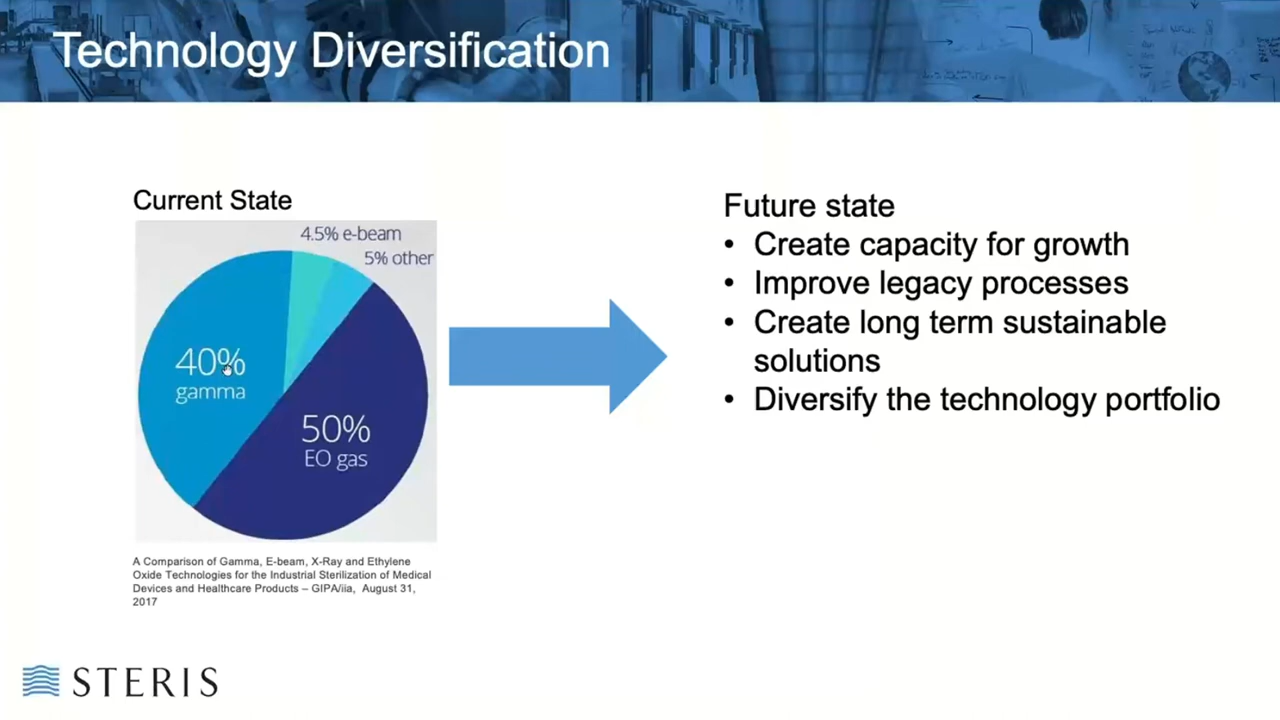 Technology Diversification
Current State
4.5% e-beam
5% other
40%
gamma
50%
EO gas
A Comparison of Gamma, E-beam, X-Ray and Ethylene
Oxide Technologies for the Industrial Sterilization of Medical
Devices and Healthcare Products – GIPA/iia, August 31,
2017
Future state
• Create capacity for growth
• Improve legacy processes
• Create long term sustainable
solutions
• Diversify the technology portfolio
STERIS